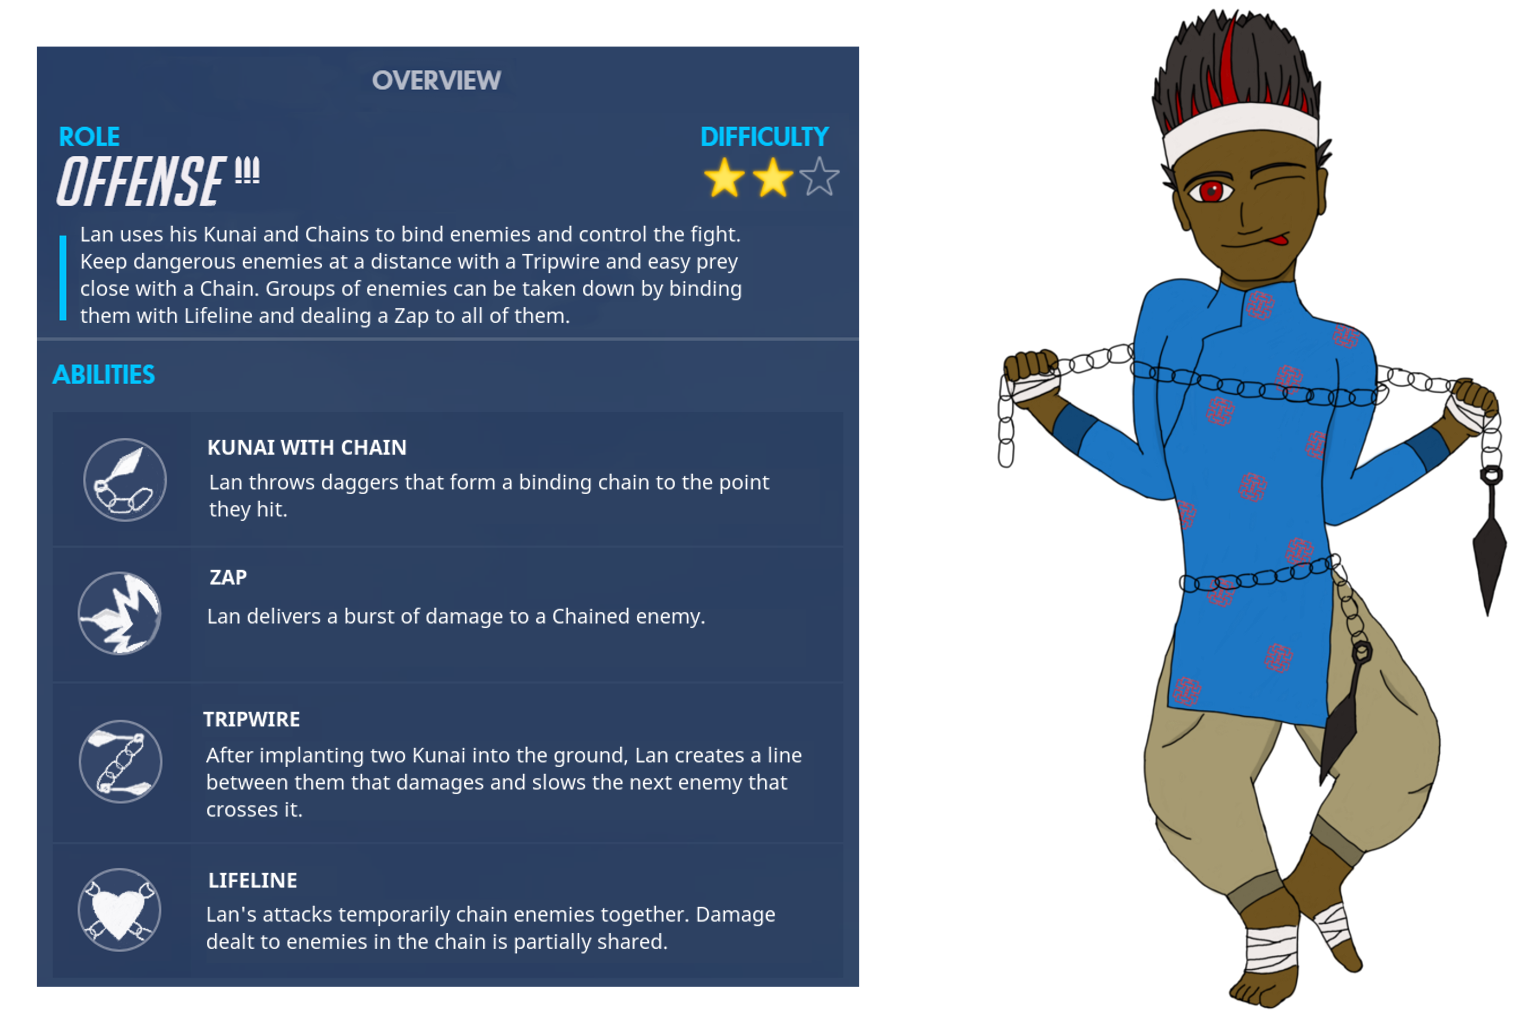 OVERVIEW
ROLE
DIFFICULTY
OFFENSE
Lan uses his Kunai and Chains to bind enemies and control the fight.
Keep dangerous enemies at a distance with a Tripwire and easy prey
close with a Chain. Groups of enemies can be taken down by binding
them with Lifeline and dealing a Zap to all of them.
ABILITIES
KUNAI WITH CHAIN
Lan throws daggers that form a binding chain to the point
they hit.
ZAP
Lan delivers a burst of damage to a Chained enemy.
TRIPWIRE
After implanting two Kunai into the ground, Lan creates a line
between them that damages and slows the next enemy that
crosses it.
LIFELINE
Lan's attacks temporarily chain enemies together. Damage
dealt to enemies in the chain is partially shared.